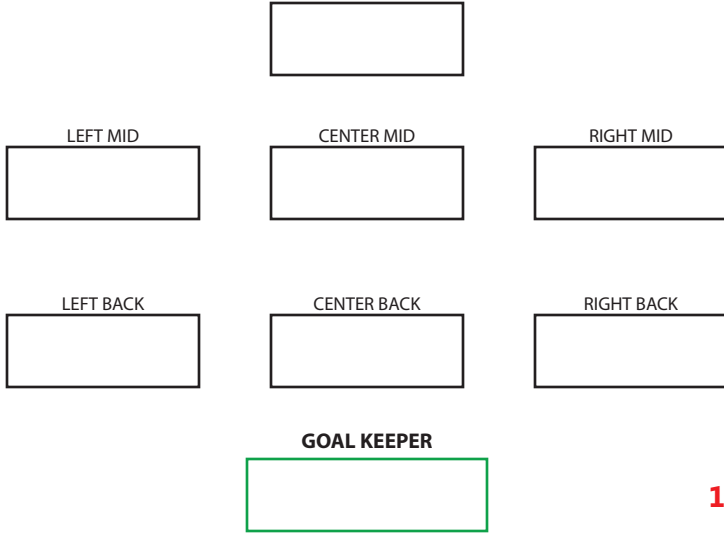 LEFT MID CENTER MID RIGHT MID
LEFT BACK CENTER BACK RIGHT BACK
GOAL KEEPER
1